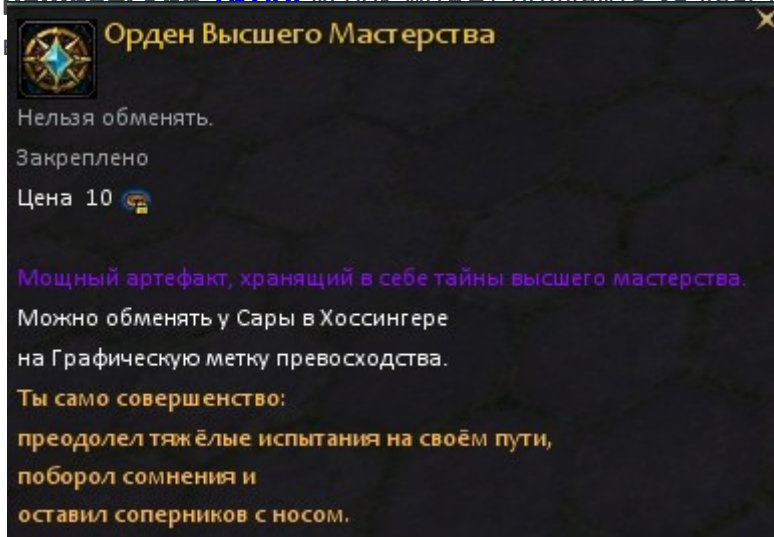 Орден Высшего Мастерства
Нельзя обменять.
Закреплено
Цена 10
Мощный артефакт, хранящий в себе тайны высшего мастерства.
Можно обменять у Сары в Хоссингере
на Графическую метку превосходства.
Ты само совершенство:
преодолел тяжёлые испытания на своём пути,
поборол сомнения и
оставил соперников с носом.